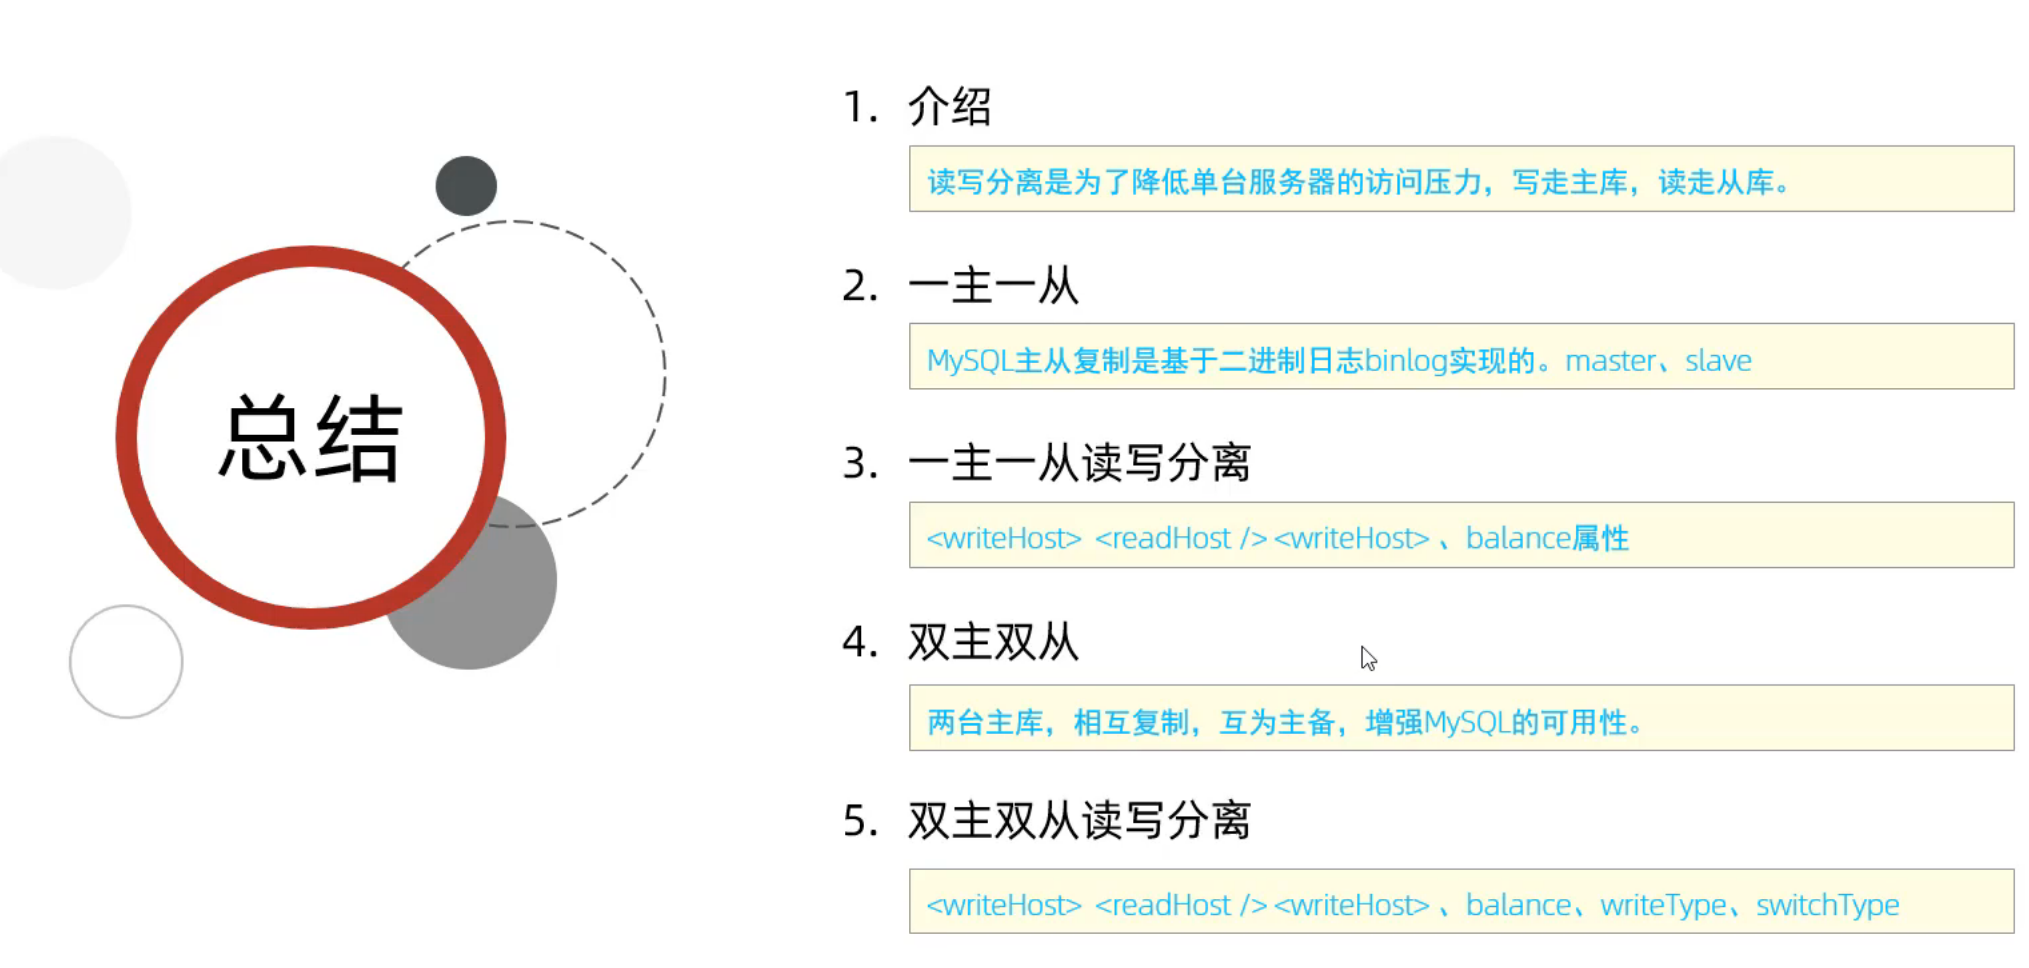 总结
1. 介绍
读写分离是为了降低单台服务器的访问压力，写走主库，读走从库。
2. 一主一从
MySQL主从复制是基于二进制日志binlog实现的。master、slave
3. 一主一从读写分离
<writeHost> <readHost /><writeHost> 、balance属性
4. 双主双从
两台主库，相互复制，互为主备，增强MySQL的可用性。
5. 双主双从读写分离
<writeHost> <readHost /><writeHost> 、balance、writeType、switchType